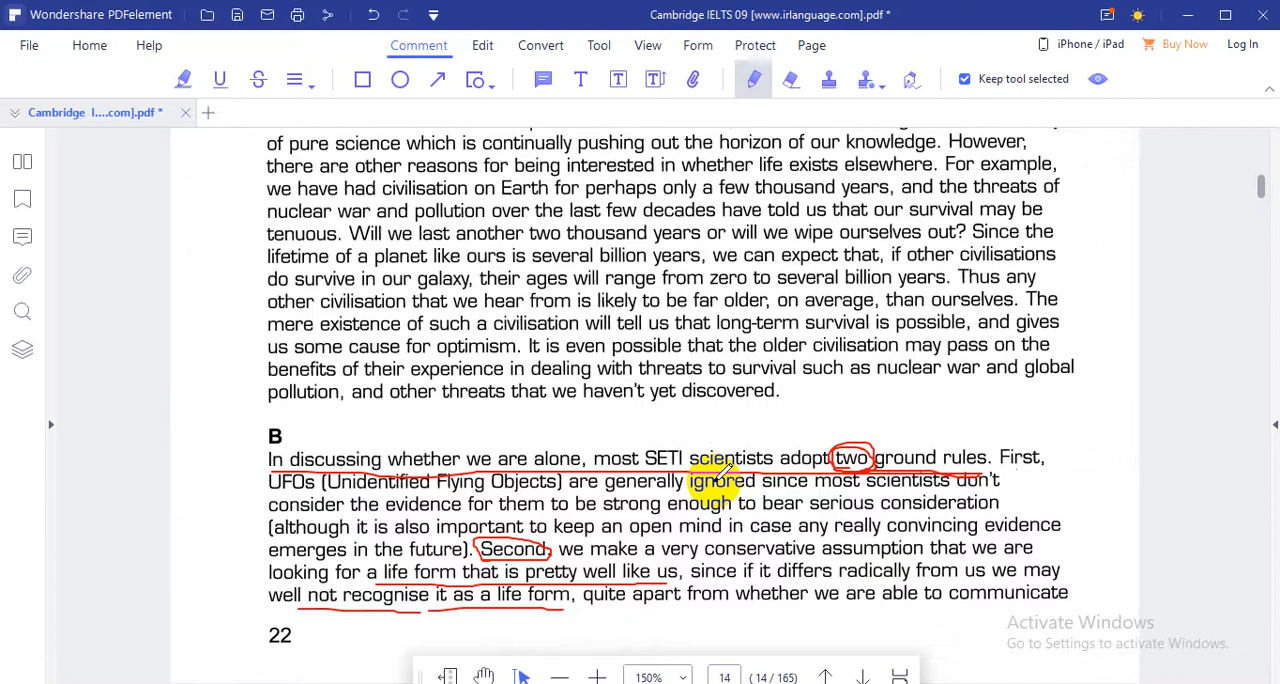 Wondershare PDFelement
Cambridge IELTS 09 [www.irlanguage.com].pdf *
File Home Help Comment Edit Convert Tool View Form Protect Page iPhone / iPad Buy Now Log In
Keep tool selected
Cambridge I....com].pdf *
of pure science which is continually pushing out the horizon of our knowledge. However,
there are other reasons for being interested in whether life exists elsewhere. For example,
we have had civilisation on Earth for perhaps only a few thousand years, and the threats of
nuclear war and pollution over the last few decades have told us that our survival may be
tenuous. Will we last another two thousand years or will we wipe ourselves out? Since the
lifetime of a planet like ours is several billion years, we can expect that, if other civilisations
do survive in our galaxy, their ages will range from zero to several billion years. Thus any
other civilisation that we hear from is likely to be far older, on average, than ourselves. The
mere existence of such a civilisation will tell us that long-term survival is possible, and gives
us some cause for optimism. It is even possible that the older civilisation may pass on the
benefits of their experience in dealing with threats to survival such as nuclear war and global
pollution, and other threats that we haven't yet discovered.
B
In discussing whether we are alone, most SETI scientists adopt two ground rules. First,
UFOs (Unidentified Flying Objects) are generally ignored since most scientists don't
consider the evidence for them to be strong enough to bear serious consideration
(although it is also important to keep an open mind in case any really convincing evidence
emerges in the future). Second, we make a very conservative assumption that we are
looking for a life form that is pretty well like us, since if it differs radically from us we may
well not recognise it as a life form, quite apart from whether we are able to communicate
22
Activate Windows
Go to Settings to activate Windows.
150% 14 (14 / 165)